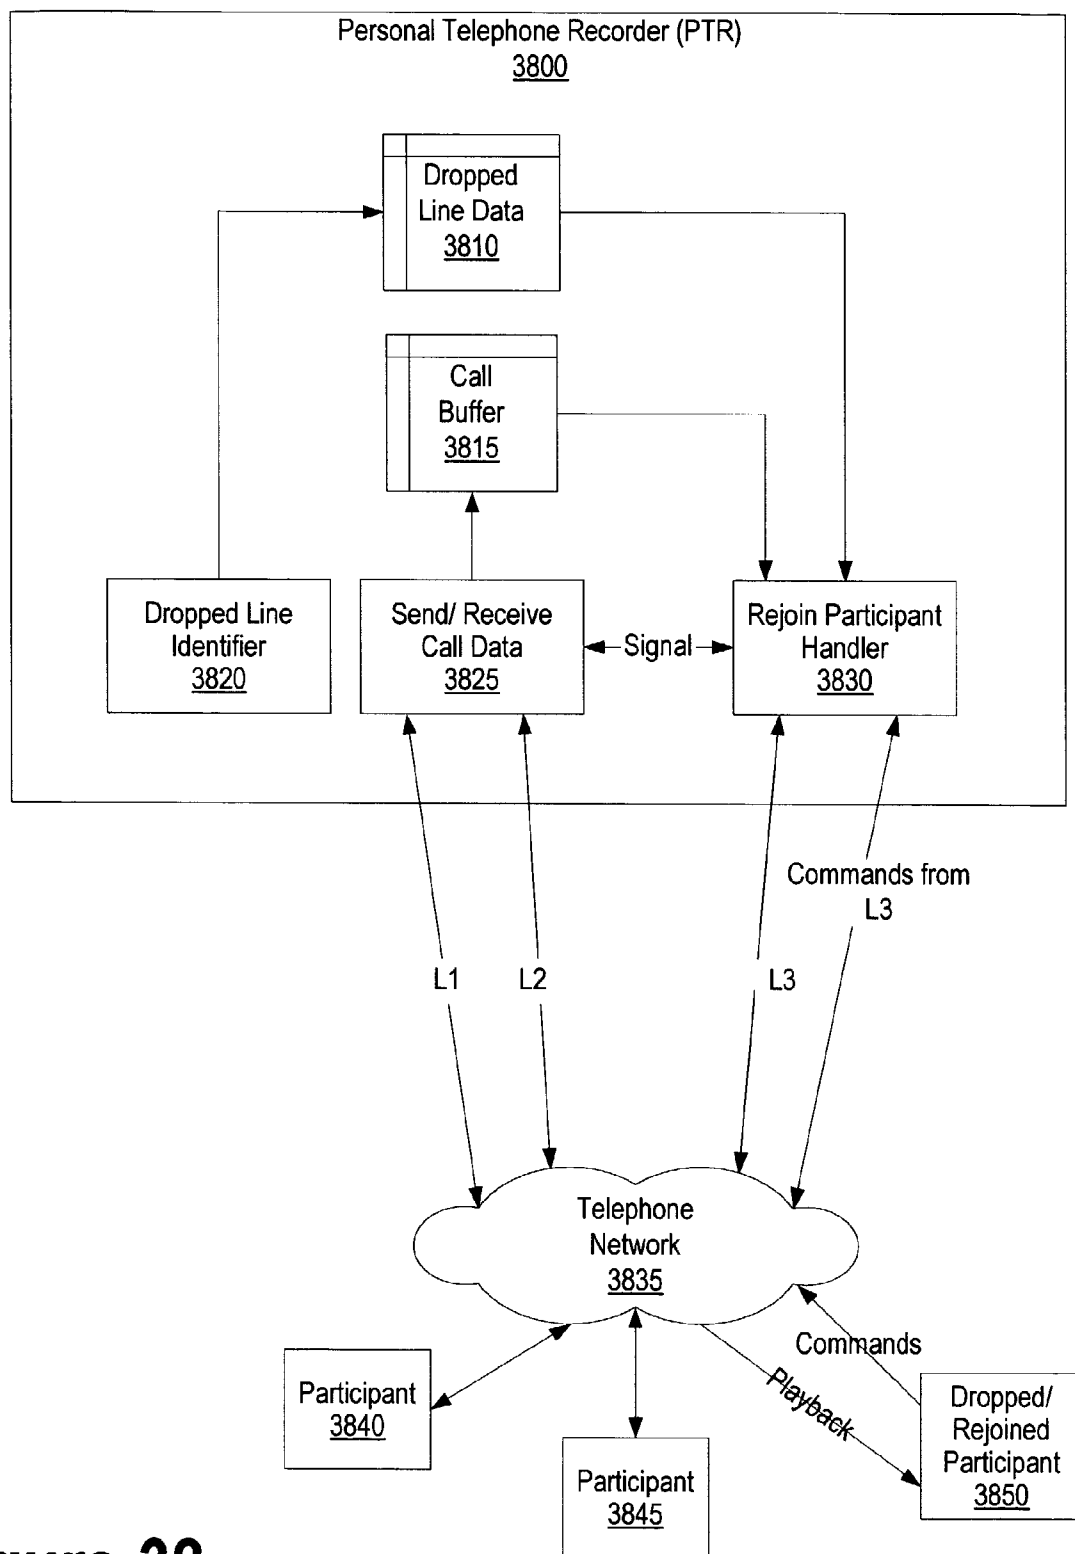 Personal Telephone Recorder (PTR)
3800
Dropped
Line Data
3810
Call
Buffer
3815
Dropped Line
Identifier
3820
Send/ Receive
Call Data
3825
Signal
Rejoin Participant
Handler
3830
Commands from
L3
L1
L2
L3
Telephone
Network
3835
Commands
Playback
Participant
3840
Participant
3845
Dropped/
Rejoined
Participant
3850